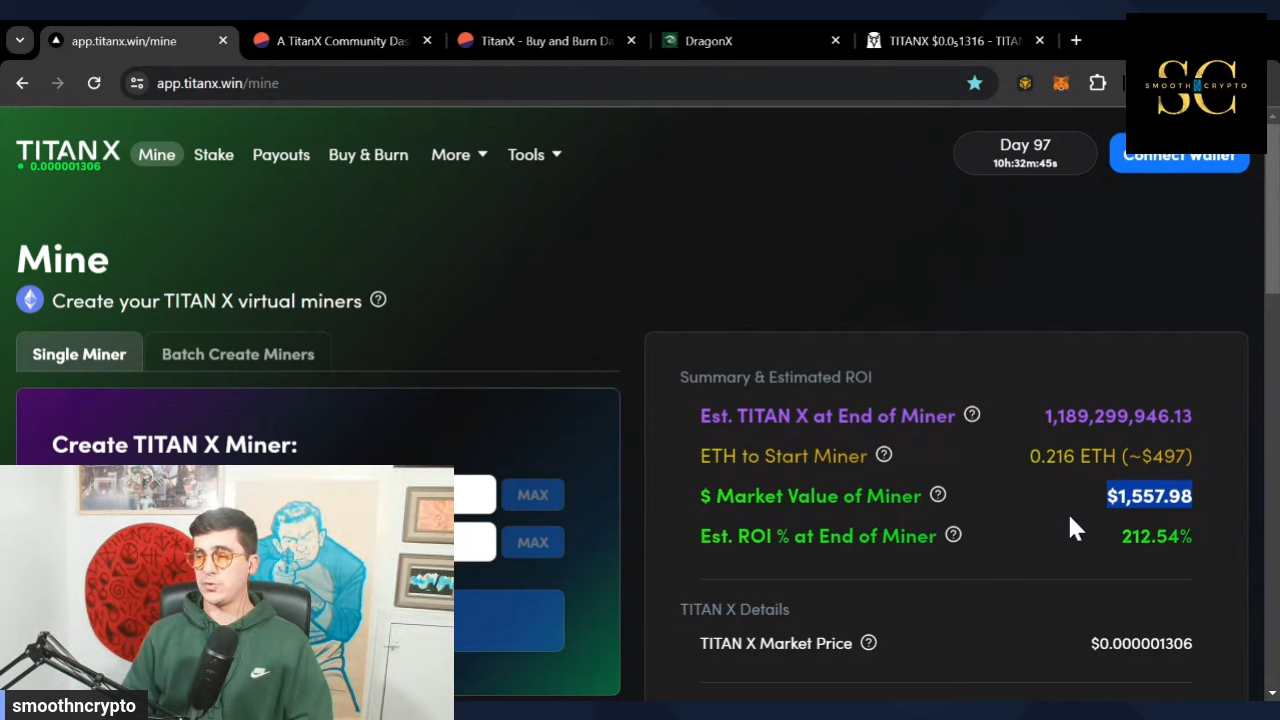 app.titanx.win/mine
A TitanX Community Das
TitanX - Buy and Burn Da
DragonX
TITANX $0.0₅1316 - TITAN
app.titanx.win/mine
SC
SMOOTHNCRYPTO
TITAN X
0.000001306
Mine
Stake
Payouts
Buy & Burn
More
Tools
Day 97
10h:32m:45s
Connect Wallet
Mine
Create your TITAN X virtual miners
Single Miner
Batch Create Miners
Create TITAN X Miner:
MAX
MAX
Summary & Estimated ROI
Est. TITAN X at End of Miner
1,189,299,946.13
ETH to Start Miner
0.216 ETH (~$497)
$ Market Value of Miner
$1,557.98
Est. ROI % at End of Miner
212.54%
TITAN X Details
TITAN X Market Price
$0.000001306
smoothncrypto